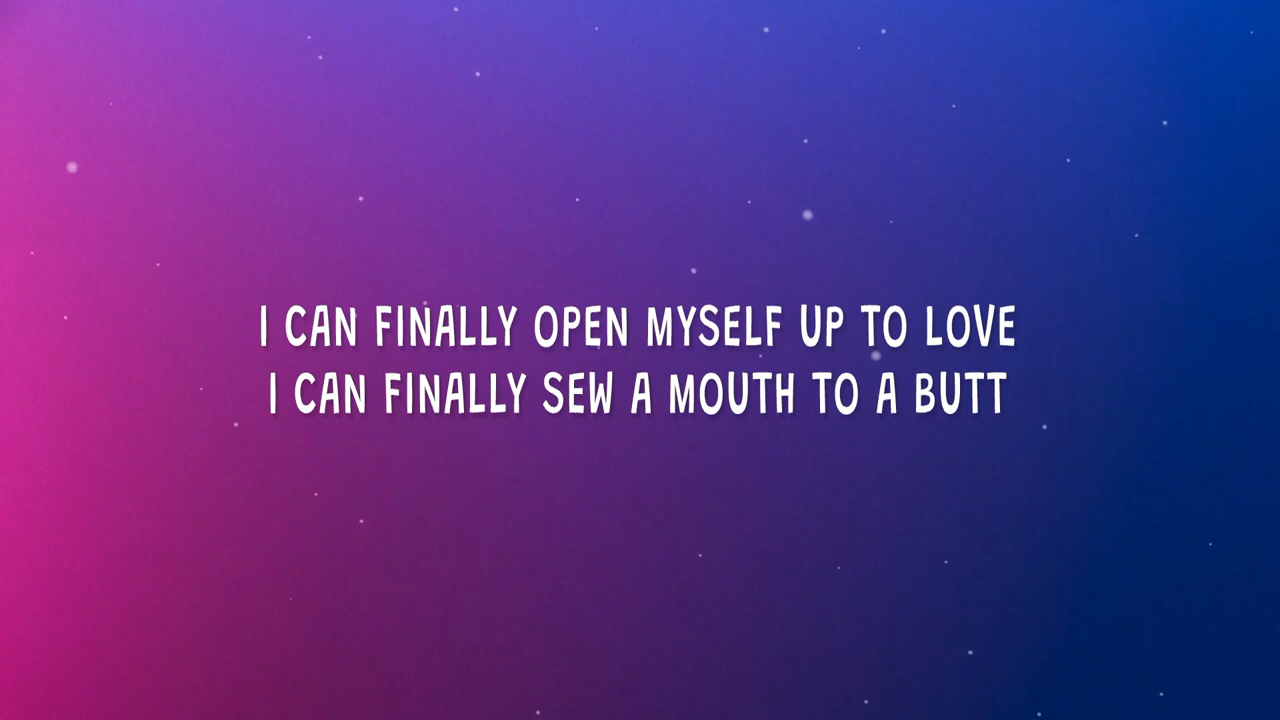 I CAN FINALLY OPEN MYSELF UP TO LOVE
I CAN FINALLY SEW A MOUTH TO A BUTT